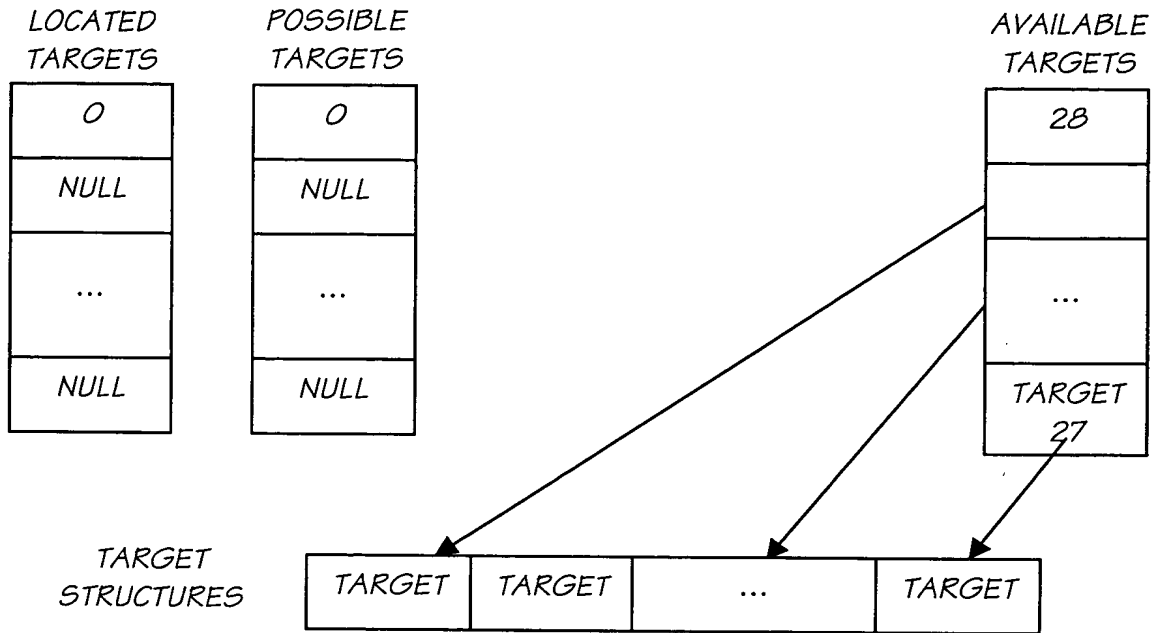 LOCATED
TARGETS
0
NULL
...
NULL
POSSIBLE
TARGETS
0
NULL
...
NULL
AVAILABLE
TARGETS
28
...
TARGET
27
TARGET
STRUCTURES
TARGET
TARGET
...
TARGET